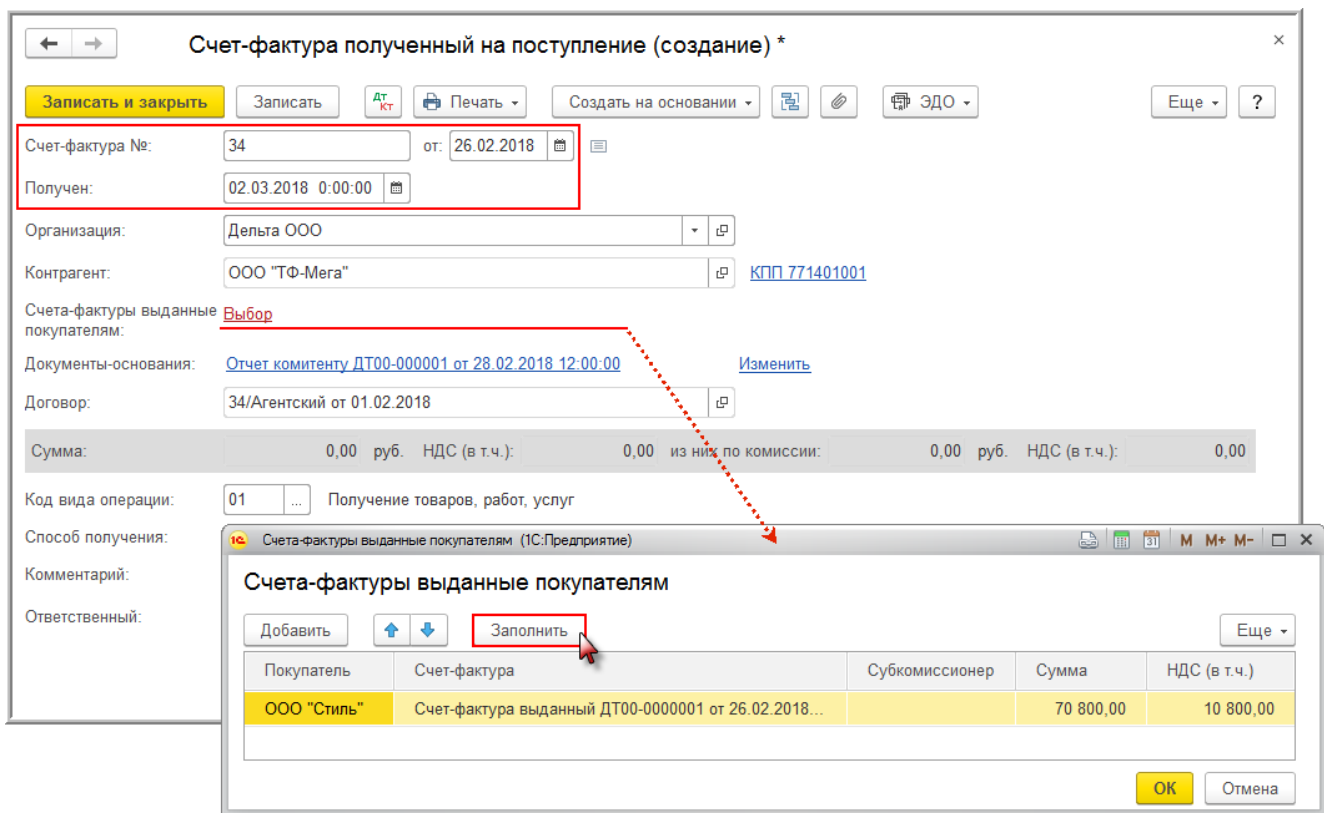 Счет-фактура полученный на поступление (создание) *
Записать и закрыть Записать Дт Кт Печать Создать на основании ЭДО Еще ?
Счет-фактура №: 34 от: 26.02.2018
Получен: 02.03.2018 0:00:00
Организация: Дельта ООО
Контрагент: ООО "ТФ-Мега" КПП 771401001
Счета-фактуры выданные покупателям: Выбор
Документы-основания: Отчет комитенту ДТ00-000001 от 28.02.2018 12:00:00 Изменить
Договор: 34/Агентский от 01.02.2018
Сумма: 0,00 руб. НДС (в т.ч.): 0,00 из них по комиссии: 0,00 руб. НДС (в т.ч.): 0,00
Код вида операции: 01 ... Получение товаров, работ, услуг
Способ получения:
Комментарий:
Ответственный:
1С Счета-фактуры выданные покупателям (1С:Предприятие) 31 M M+ M-
Счета-фактуры выданные покупателям
Добавить Заполнить Еще
Покупатель Счет-фактура Субкомиссионер Сумма НДС (в т.ч.)
ООО "Стиль" Счет-фактура выданный ДТ00-0000001 от 26.02.2018... 70 800,00 10 800,00
ОК Отмена